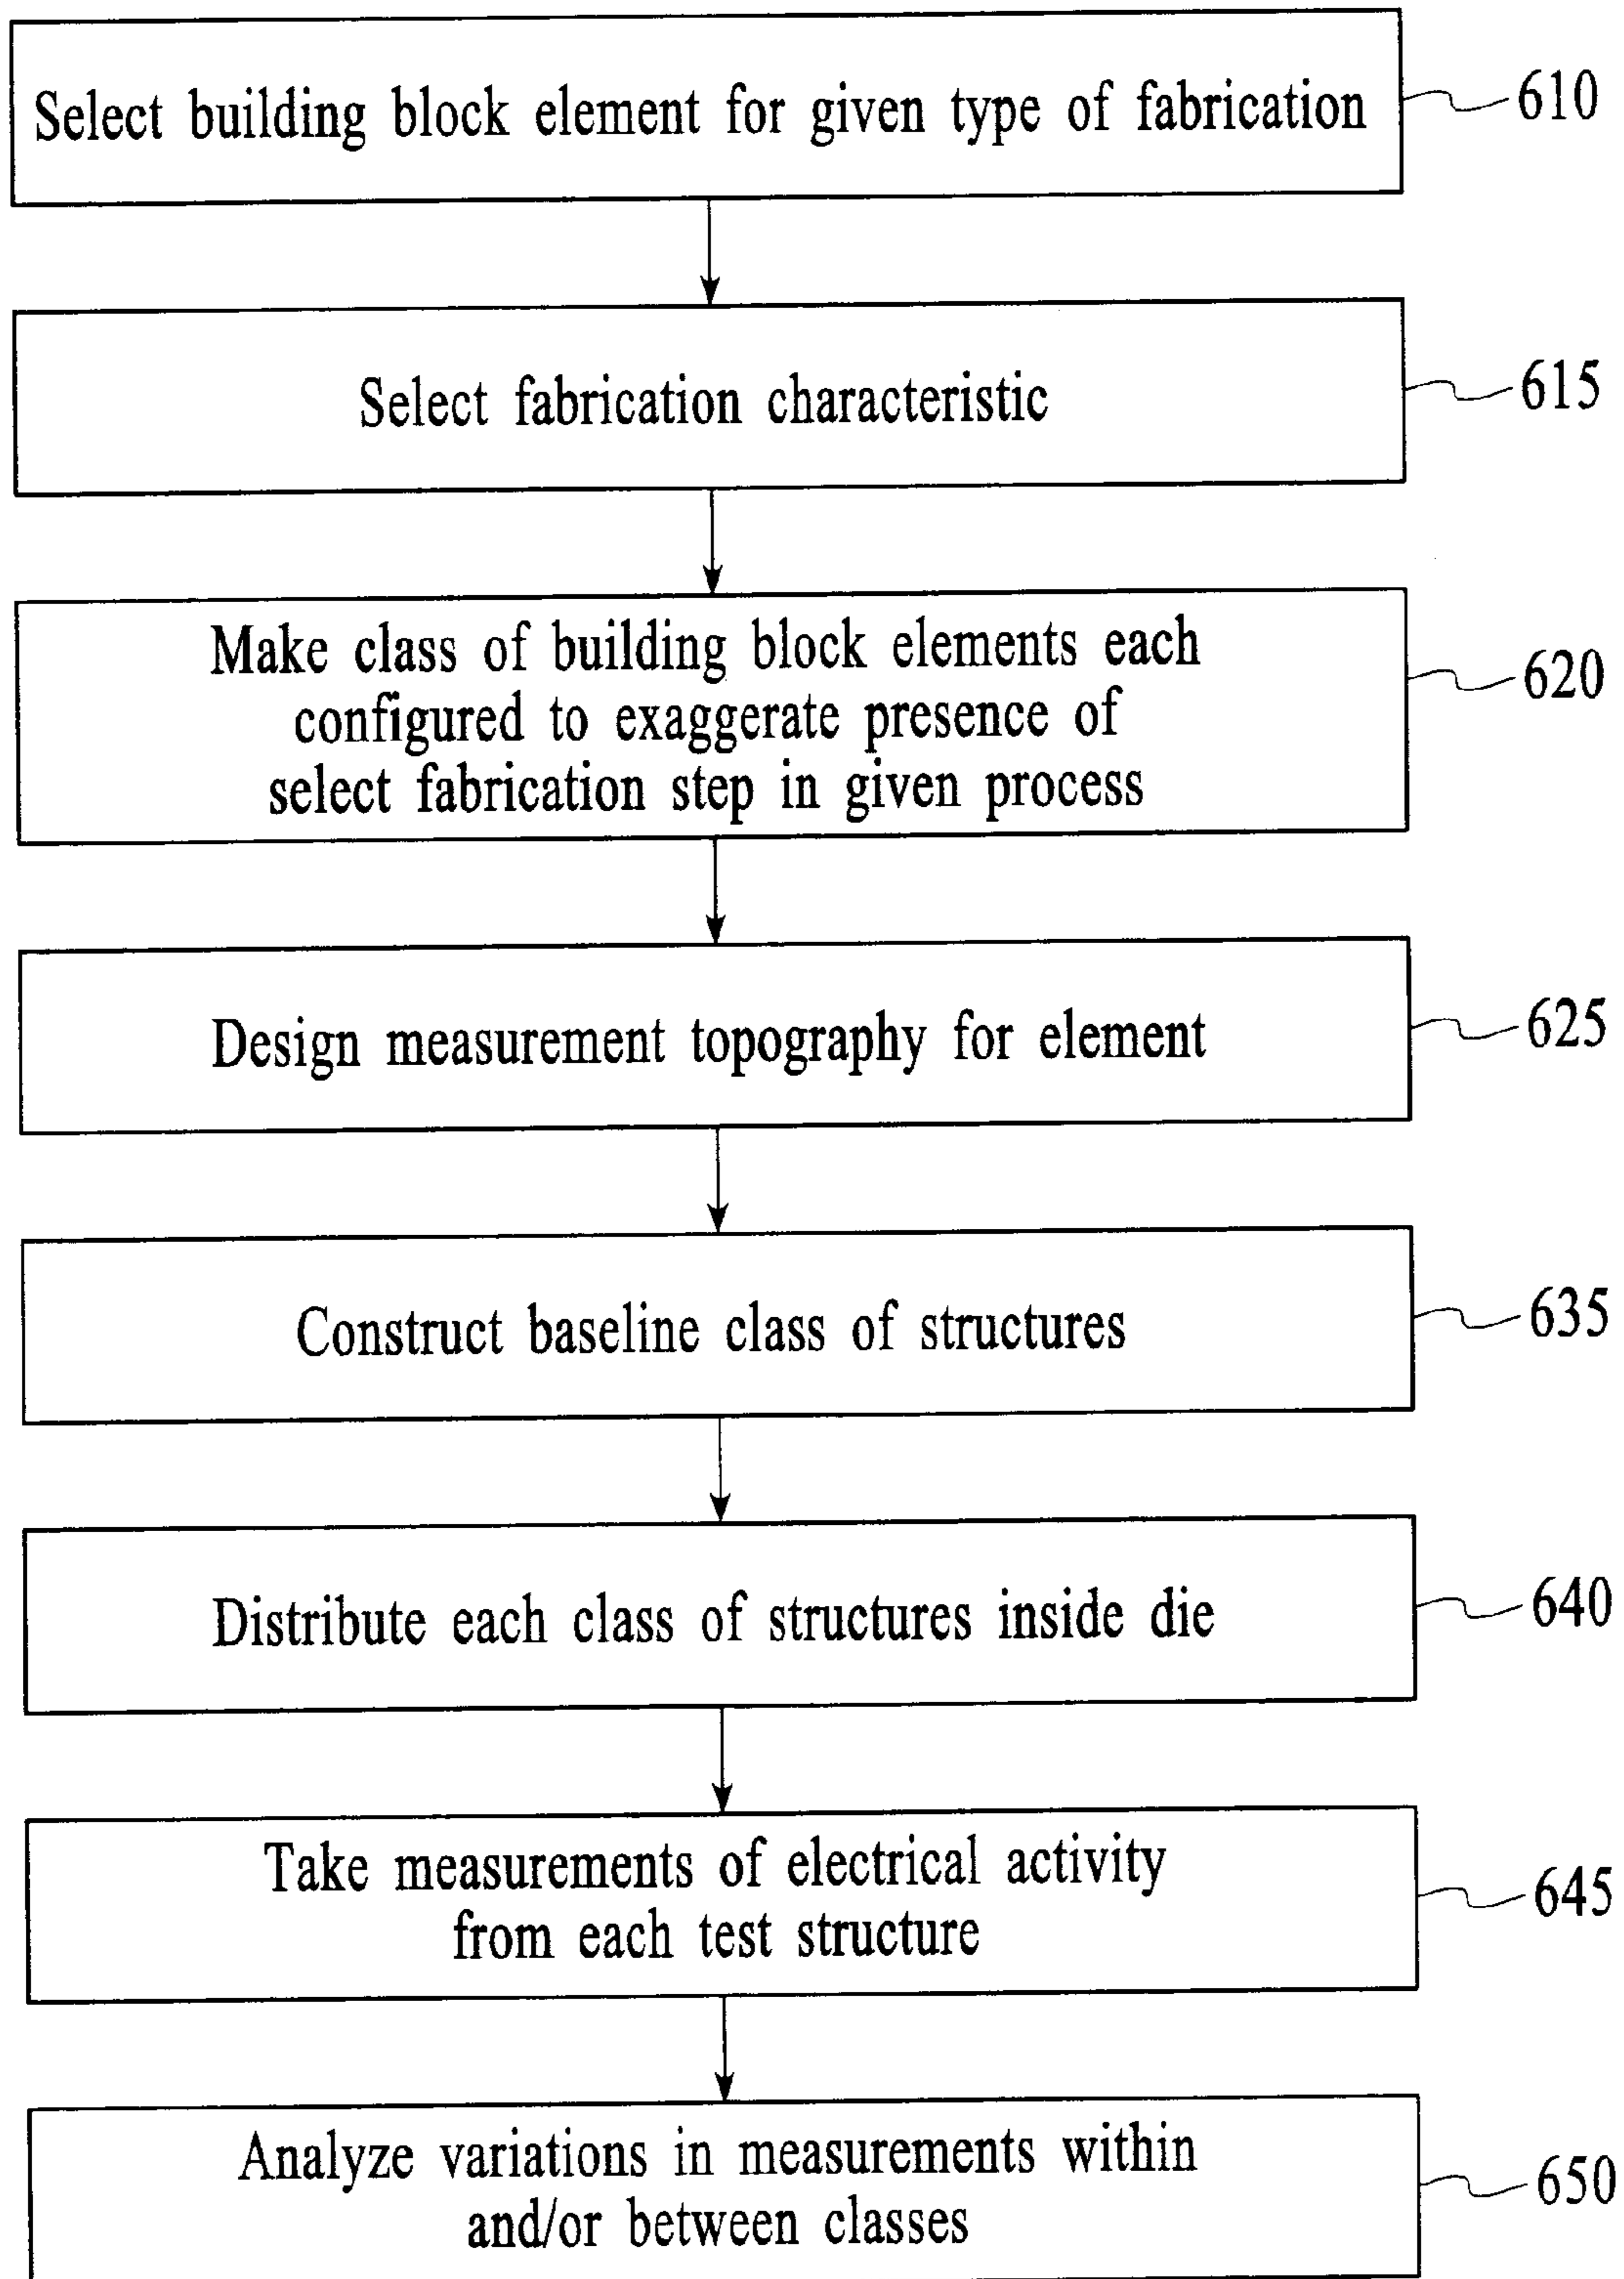 Select building block element for given type of fabrication
610
Select fabrication characteristic
615
Make class of building block elements each
configured to exaggerate presence of
select fabrication step in given process
620
Design measurement topography for element
625
Construct baseline class of structures
635
Distribute each class of structures inside die
640
Take measurements of electrical activity
from each test structure
645
Analyze variations in measurements within
and/or between classes
650